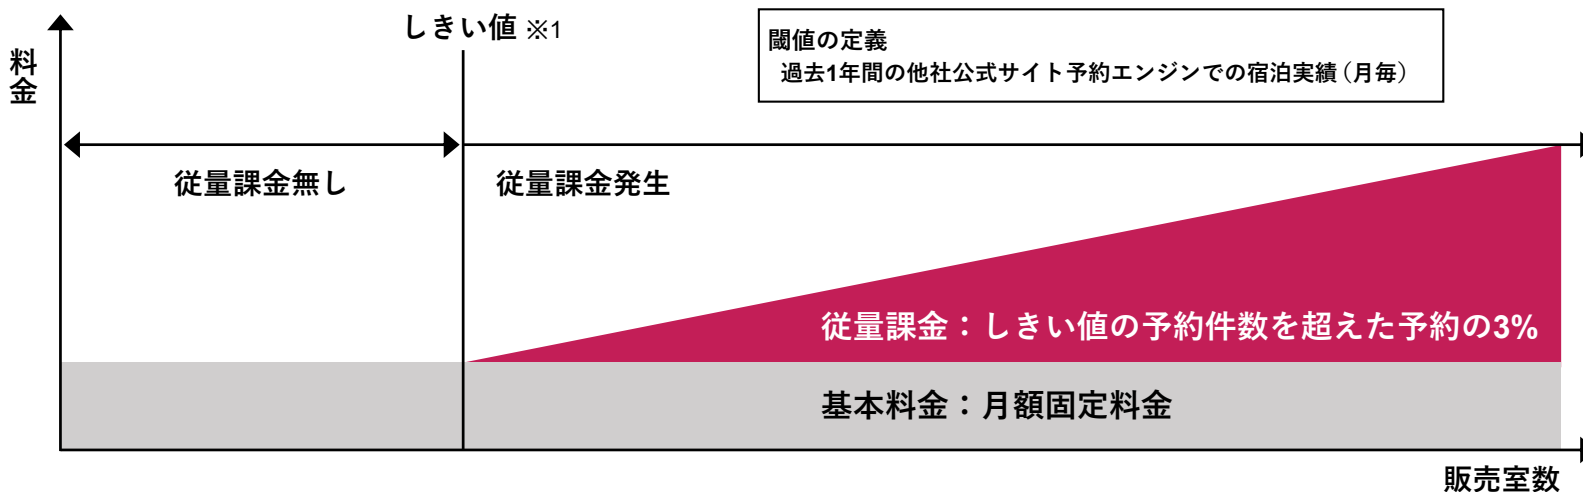 しきい値 ※1
閾値の定義
過去1年間の他社公式サイト予約エンジンでの宿泊実績（月毎）
料金
従量課金無し
従量課金発生
従量課金：しきい値の予約件数を超えた予約の3%
基本料金：月額固定料金
販売室数